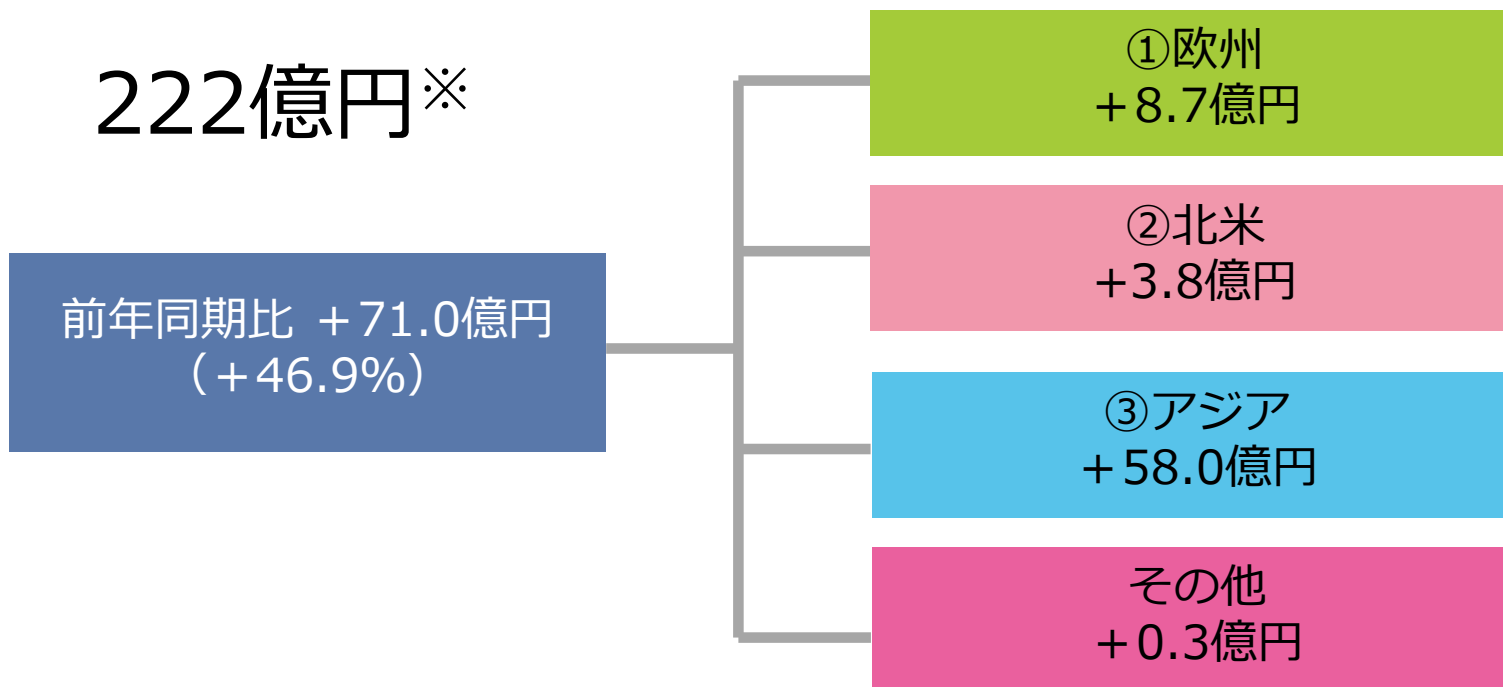 222億円※
前年同期比 +71.0億円
（+46.9%）
①欧州
+8.7億円
②北米
+3.8億円
③アジア
+58.0億円
その他
+0.3億円